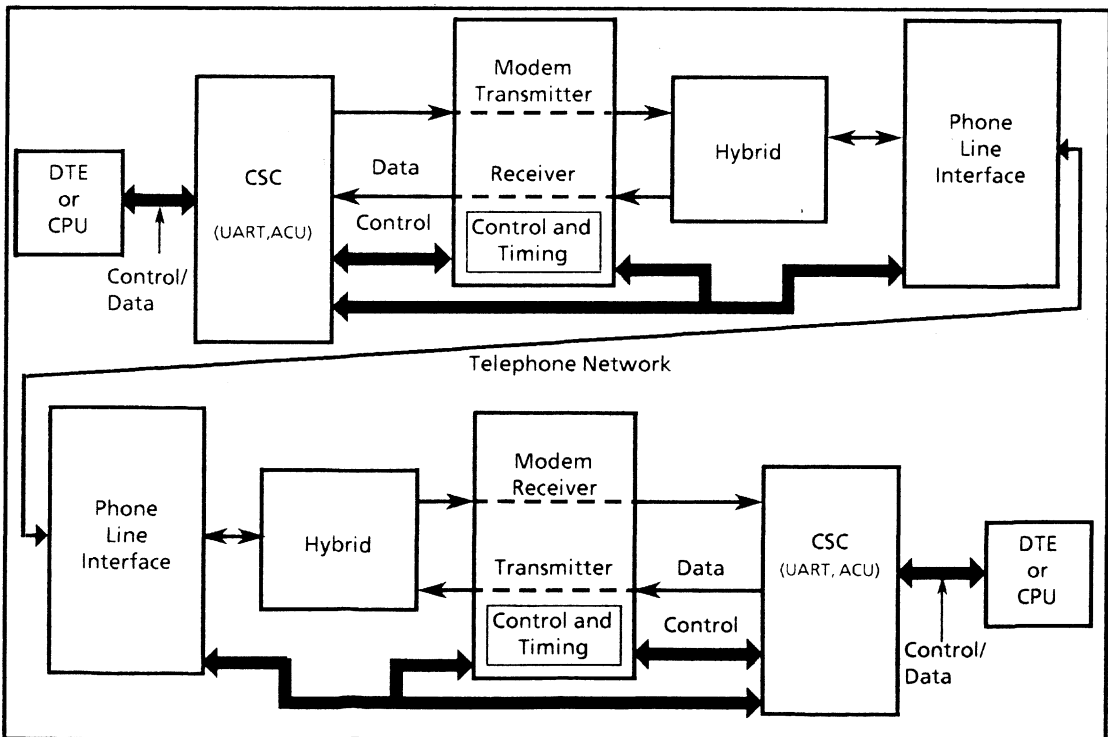 DTE
or
CPU
Control/
Data
CSC
(UART,ACU)
Data
Control
Modem
Transmitter
Receiver
Control and
Timing
Hybrid
Phone
Line
Interface
Telephone Network
Phone
Line
Interface
Hybrid
Modem
Receiver
Transmitter
Control and
Timing
Data
Control
CSC
(UART, ACU)
DTE
or
CPU
Control/
Data